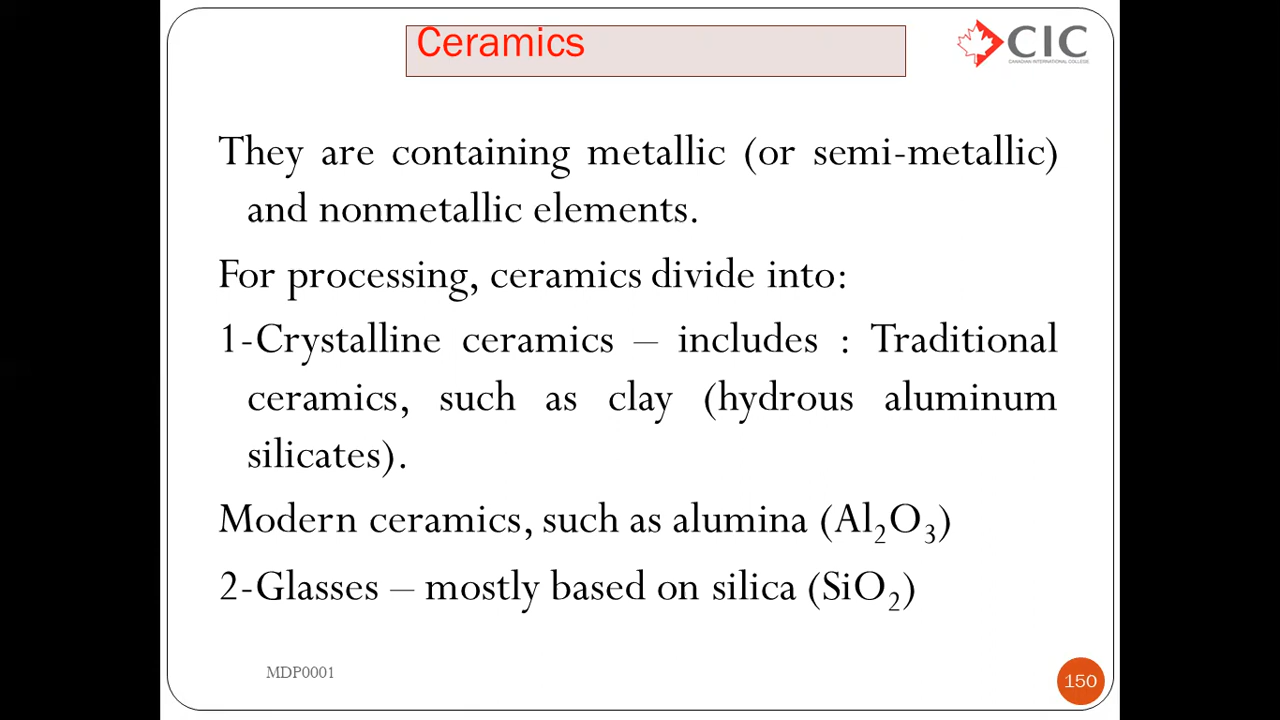 Ceramics
CIC
CANADIAN INTERNATIONAL COLLEGE
They are containing metallic (or semi-metallic)
and nonmetallic elements.
For processing, ceramics divide into:
1-Crystalline ceramics – includes : Traditional
ceramics, such as clay (hydrous aluminum
silicates).
Modern ceramics, such as alumina (Al₂O₃)
2-Glasses – mostly based on silica (SiO₂)
MDP0001
150